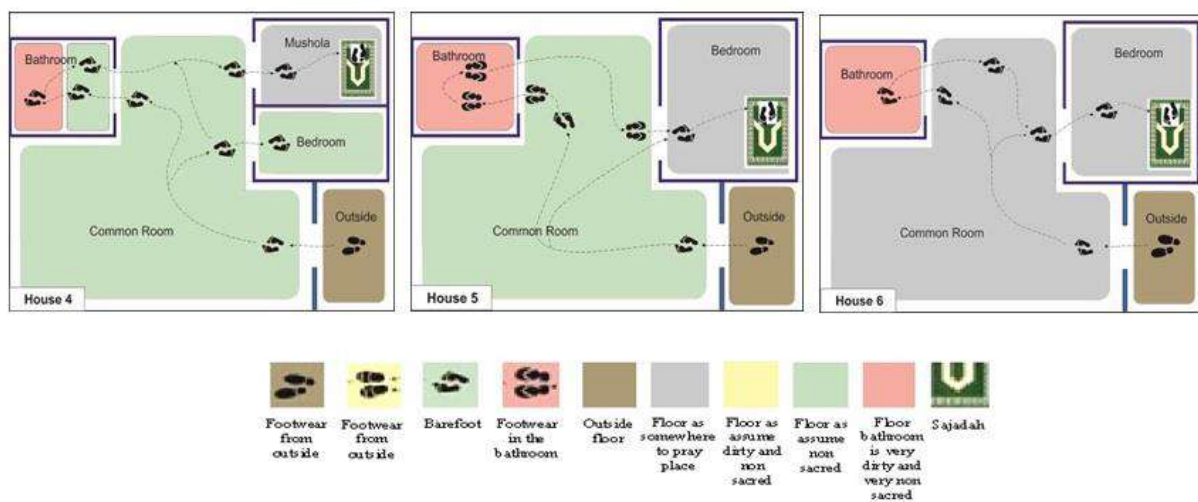 Mushola
Bathroom
Bedroom
Common Room
Outside
House 4
Bathroom
Bedroom
Common Room
Outside
House 5
Bathroom
Bedroom
Common Room
Outside
House 6
Footwear
from
outside
Footwear
from
outside
Barefoot
Footwear
in the
bathroom
Outside
floor
Floor as
somewhere
to pray
place
Floor as
assume
dirty and
non
sacred
Floor as
assume
non
sacred
Floor
bathroom
is very
dirty and
very non
sacred
Sajadah